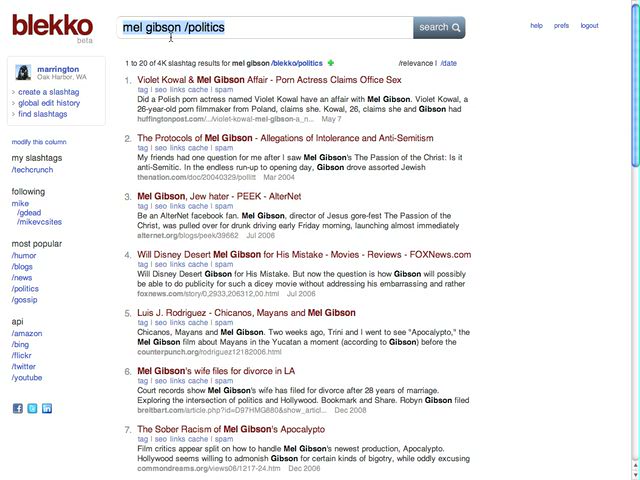 blekko
beta
mel gibson /politics
search
help prefs logout
marrington
Oak Harbor, WA
› create a slashtag
› global edit history
› find slashtags
modify this column
my slashtags
/techcrunch
following
mike
/gdead
/mikevcsites
most popular
/humor
/blogs
/news
/politics
/gossip
api
/amazon
/bing
/flickr
/twitter
/youtube
1 to 20 of 4K slashtag results for mel gibson /blekko/politics
/relevance | /date
1. Violet Kowal & Mel Gibson Affair - Porn Actress Claims Office Sex
tag | seo links cache | spam
Did a Polish porn actress named Violet Kowal have an affair with Mel Gibson. Violet Kowal, a
26-year-old porn filmmaker from Poland, claims she. Kowal, 26, claims she and Gibson had
huffingtonpost.com/.../violet-kowal-mel-gibson-a_n... May 7
2. The Protocols of Mel Gibson - Allegations of Intolerance and Anti-Semitism
tag | seo links cache | spam
My friends had one question for me after I saw Mel Gibson's The Passion of the Christ: Is it
anti-Semitic. In the endless run-up to opening day, Gibson drove assorted Jewish
thenation.com/doc/20040329/pollitt Mar 2004
3. Mel Gibson, Jew hater - PEEK - AlterNet
tag | seo links cache | spam
Be an AlterNet facebook fan. Mel Gibson, director of Jesus gore-fest The Passion of the
Christ, was pulled over for drunk driving early Friday morning, launching almost immediately
alternet.org/blogs/peek/39662 Jul 2006
4. Will Disney Desert Mel Gibson for His Mistake - Movies - Reviews - FOXNews.com
tag | seo links cache | spam
Will Disney Desert Gibson for His Mistake. But now the question is how Gibson will possibly
be able to do publicity for such a dicey movie without addressing his embarrassing and rather
foxnews.com/story/0,2933,206312,00.html Jul 2006
5. Luis J. Rodriguez - Chicanos, Mayans and Mel Gibson
tag | seo links cache | spam
Chicanos, Mayans and Mel Gibson. Two weeks ago, Trini and I went to see "Apocalypto," the
Mel Gibson film about Mayans in the Yucatan a moment (according to Gibson) before the
counterpunch.org/rodriguez12182006.html
6. Mel Gibson's wife files for divorce in LA
tag | seo links cache | spam
Court records show Mel Gibson's wife has filed for divorce after 28 years of marriage.
Exploring the intersection of politics and Hollywood. Bookmark and Share. Robyn Gibson filed
breitbart.com/article.php?id=D97HMG880&show_articl... Dec 2008
7. The Sober Racism of Mel Gibson's Apocalypto
tag | seo links cache | spam
Film critics appear split on how to handle Mel Gibson's newest production, Apocalypto.
Hollywood seems willing to admonish Gibson for certain kinds of bigotry, while oddly excusing
commondreams.org/views06/1217-24.htm Dec 2006